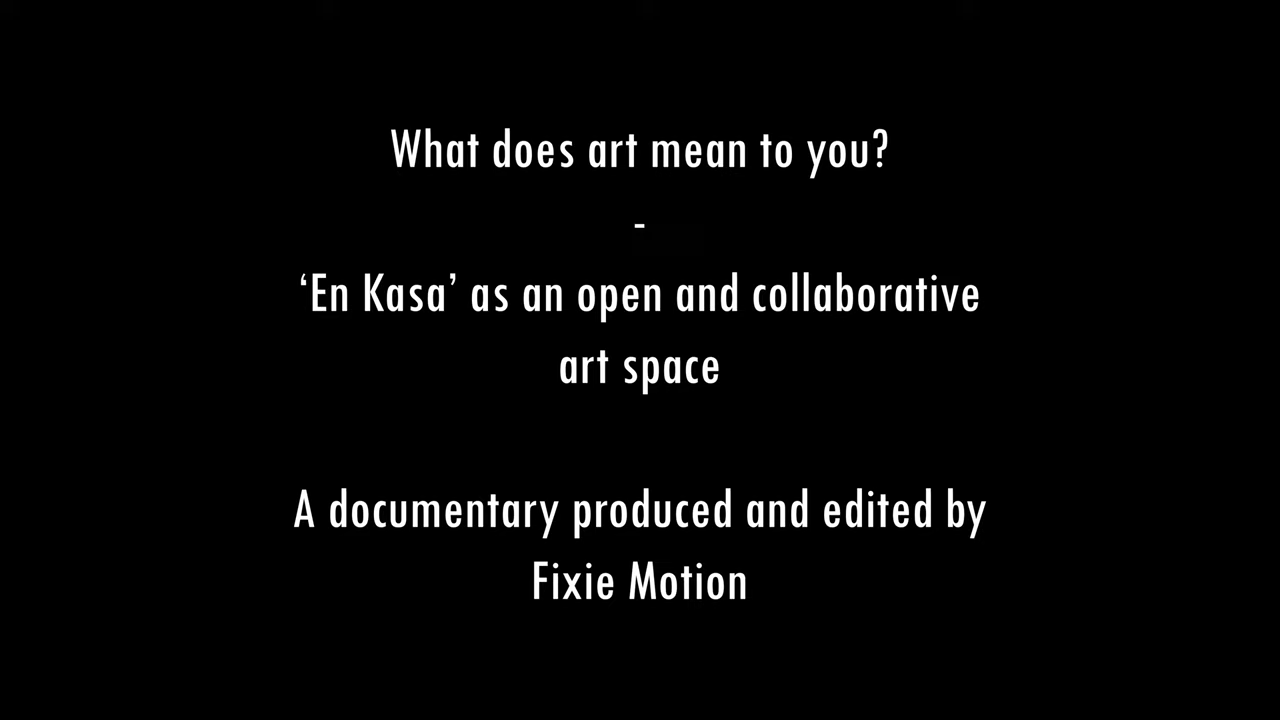 What does art mean to you?
-
‘En Kasa’ as an open and collaborative
art space
A documentary produced and edited by
Fixie Motion